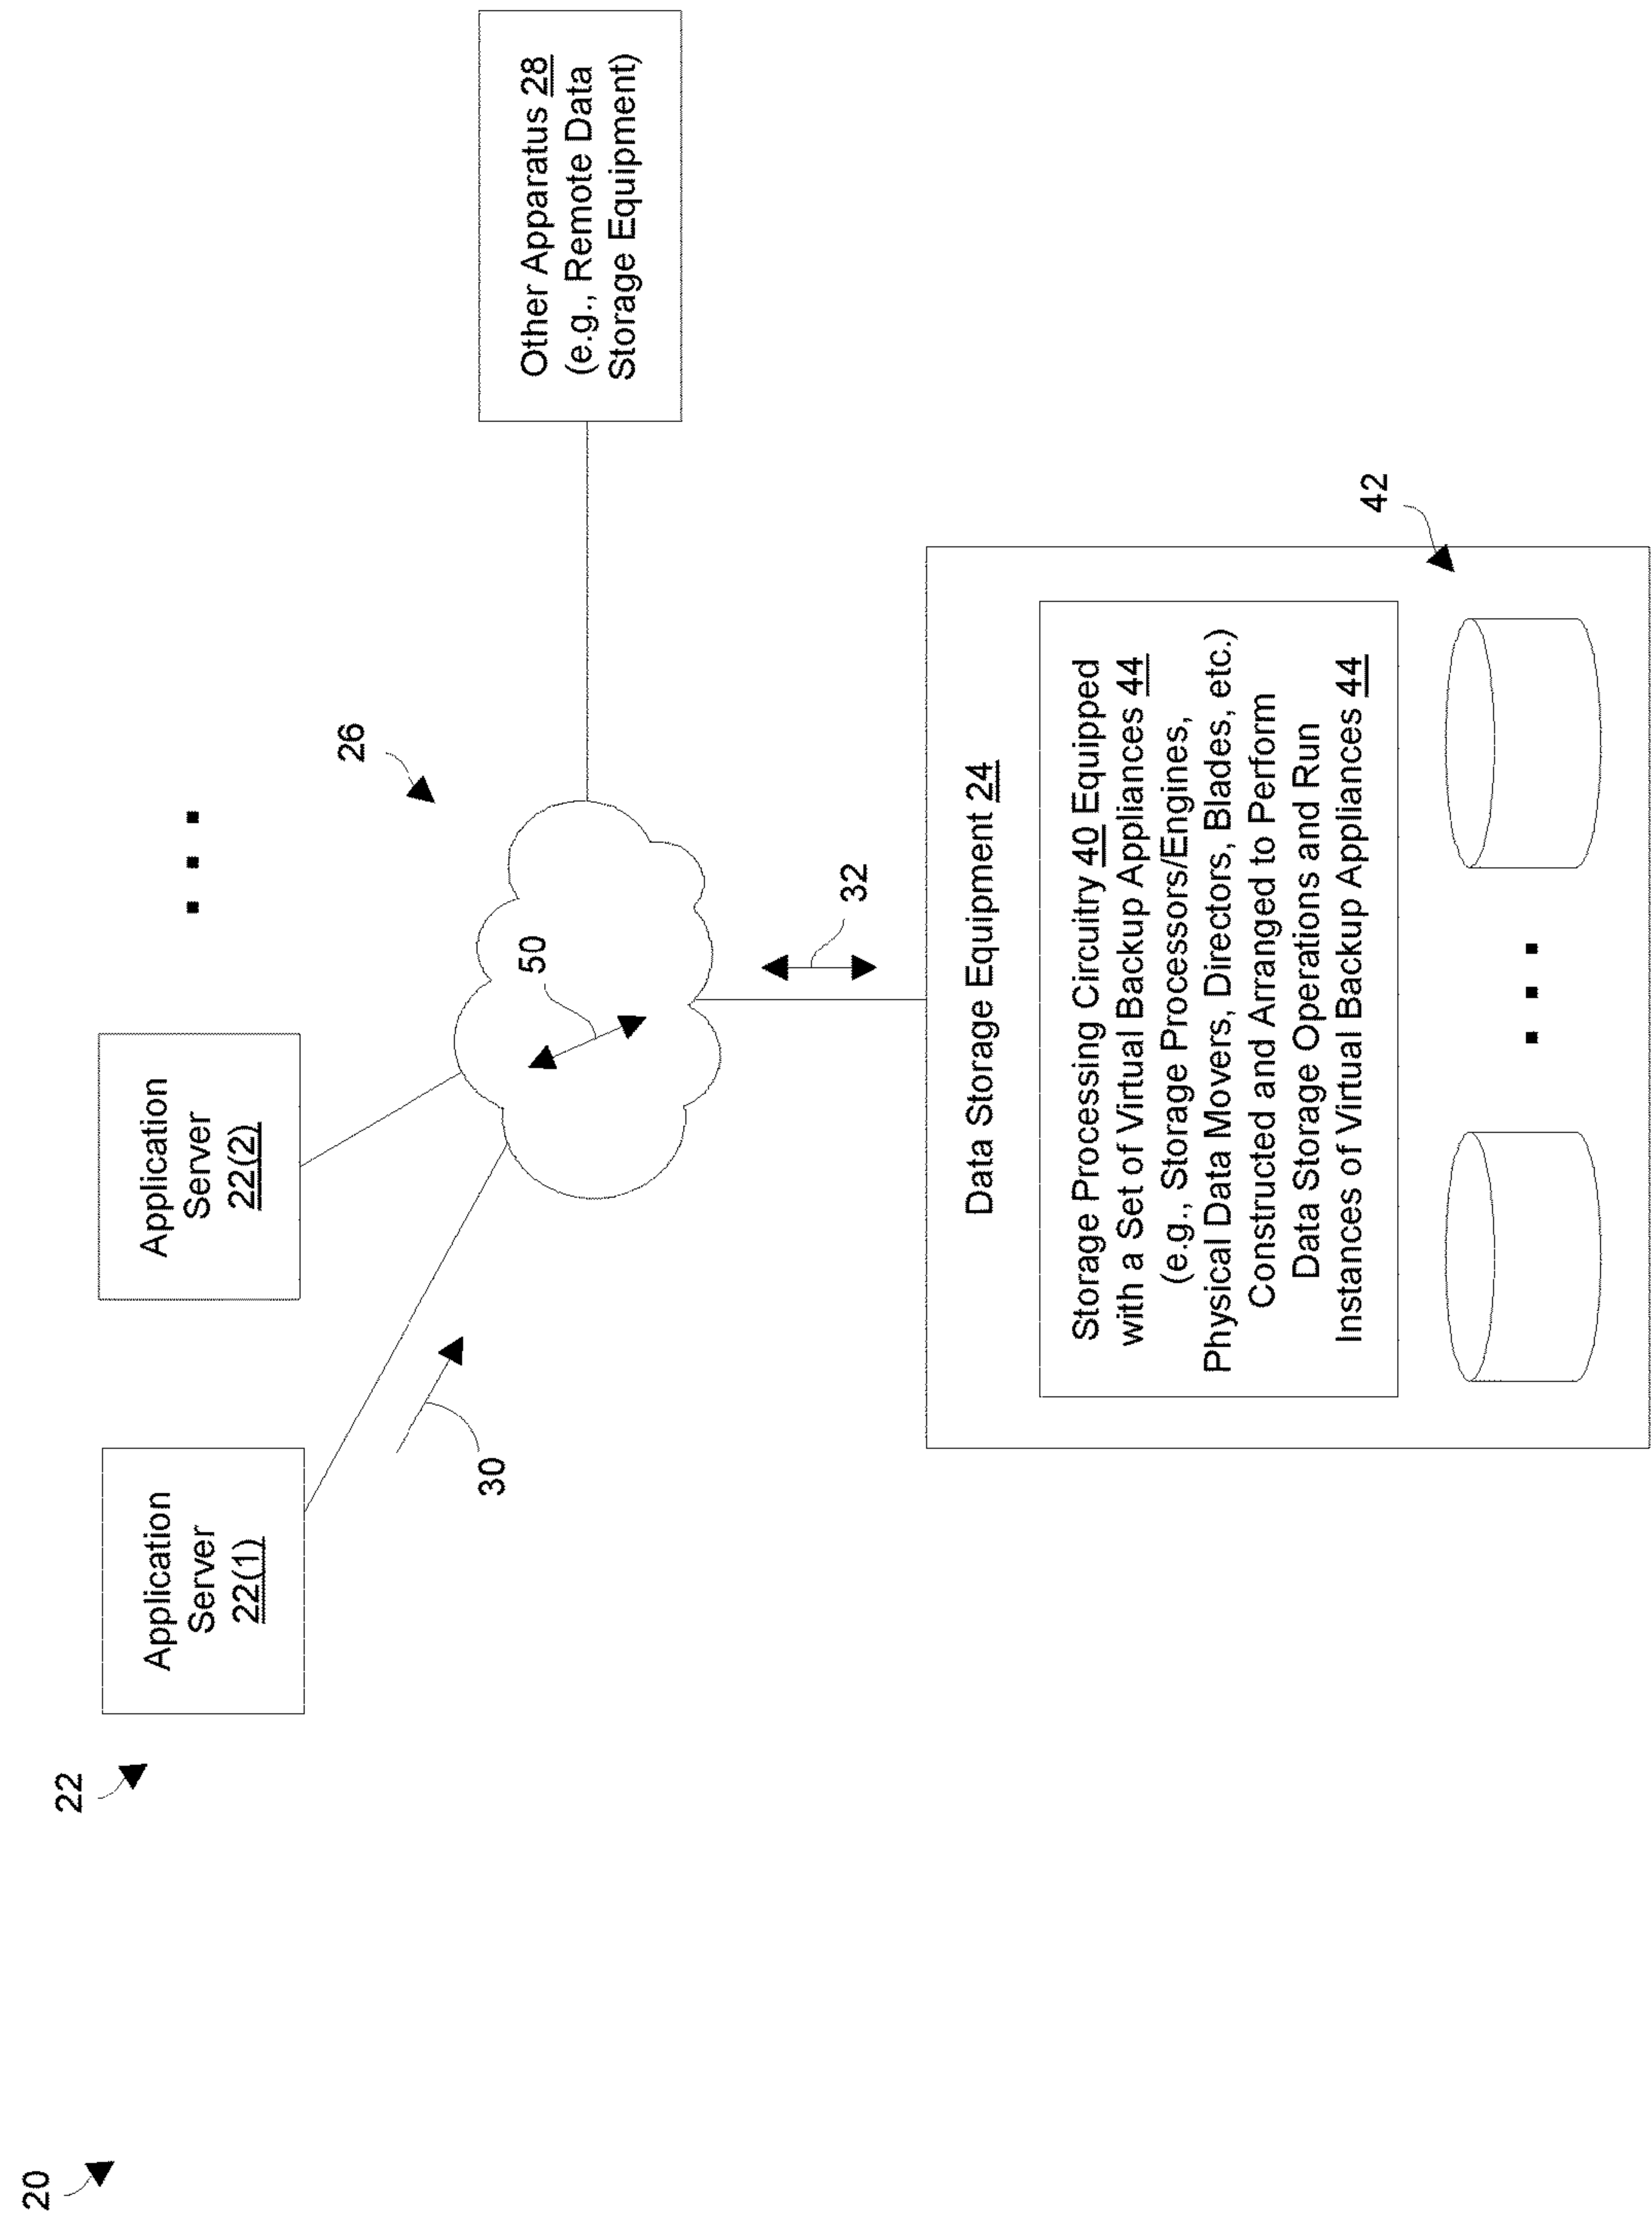 20
22
Application
Server
22(1)
Application
Server
22(2)
30
26
50
Other Apparatus 28
(e.g., Remote Data
Storage Equipment)
32
Data Storage Equipment 24
Storage Processing Circuitry 40 Equipped
with a Set of Virtual Backup Appliances 44
(e.g., Storage Processors/Engines,
Physical Data Movers, Directors, Blades, etc.)
Constructed and Arranged to Perform
Data Storage Operations and Run
Instances of Virtual Backup Appliances 44
42